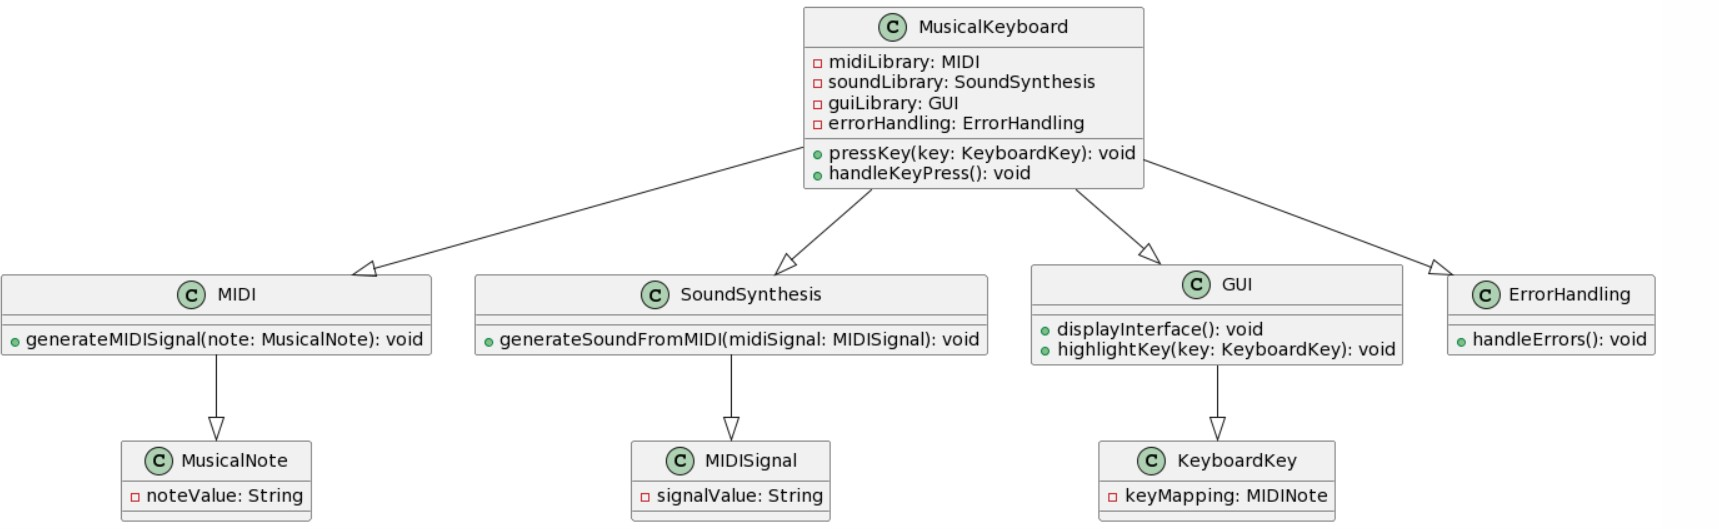 C MusicalKeyboard
midiLibrary: MIDI
soundLibrary: SoundSynthesis
guiLibrary: GUI
errorHandling: ErrorHandling
pressKey(key: KeyboardKey): void
handleKeyPress(): void
C MIDI
generateMIDISignal(note: MusicalNote): void
C SoundSynthesis
generateSoundFromMIDI(midiSignal: MIDISignal): void
C GUI
displayInterface(): void
highlightKey(key: KeyboardKey): void
C ErrorHandling
handleErrors(): void
C MusicalNote
noteValue: String
C MIDISignal
signalValue: String
C KeyboardKey
keyMapping: MIDINote